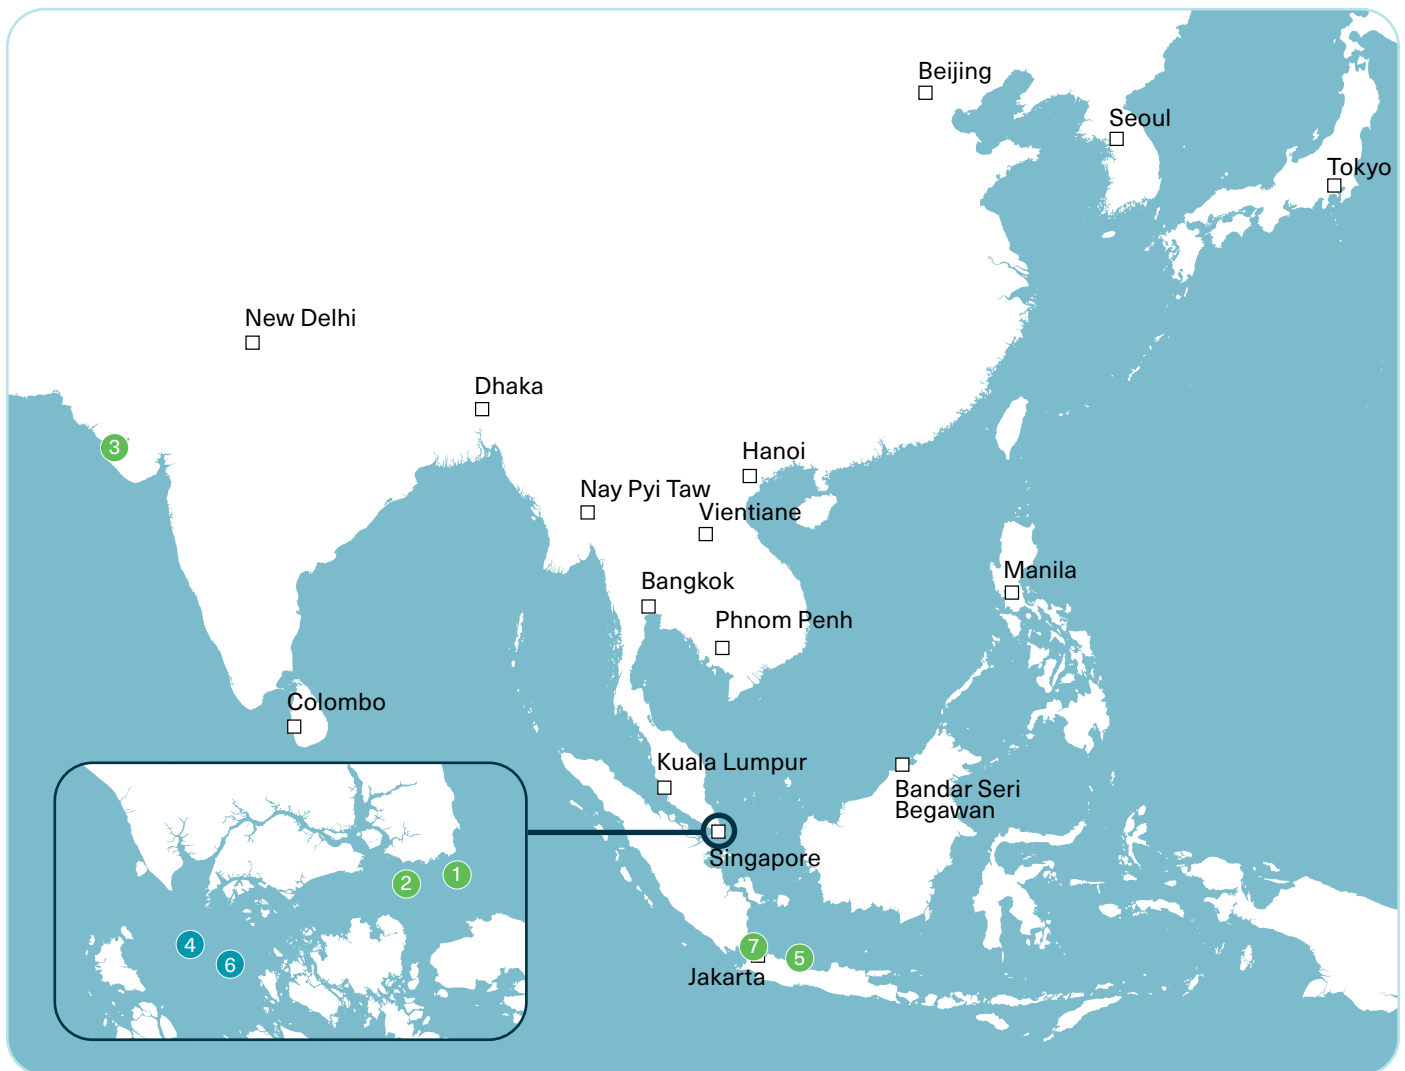 Beijing
Seoul
Tokyo
New Delhi
Dhaka
3
Hanoi
Nay Pyi Taw
Vientiane
Manila
Bangkok
Phnom Penh
Colombo
Kuala Lumpur
Bandar Seri
Begawan
Singapore
1
2
4
6
7
5
Jakarta